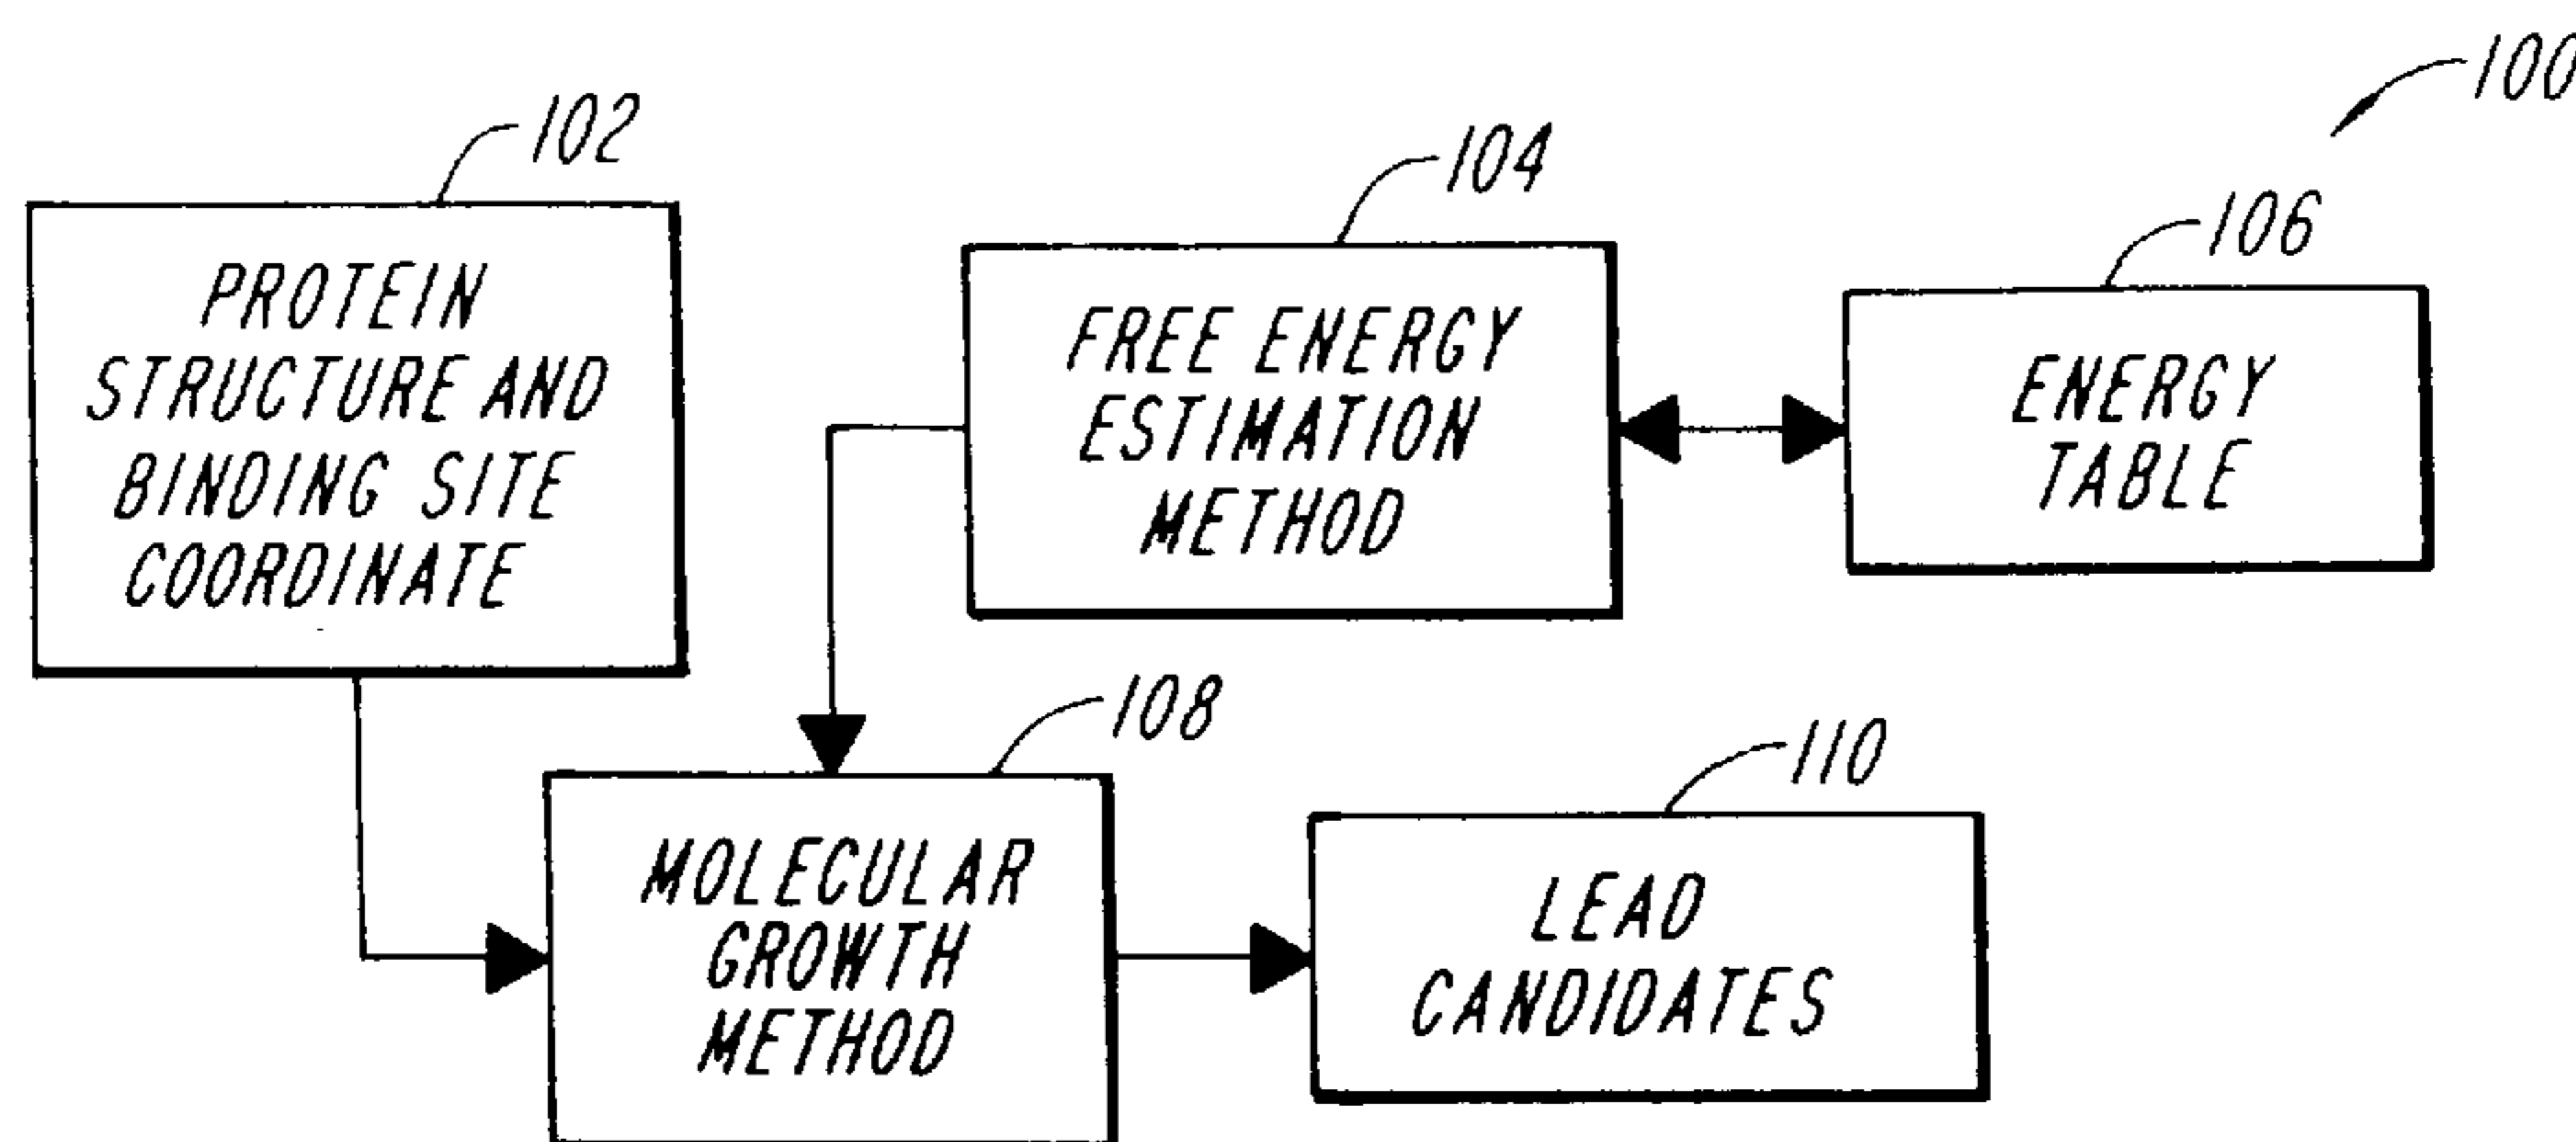 100
102
PROTEIN
STRUCTURE AND
BINDING SITE
COORDINATE
104
FREE ENERGY
ESTIMATION
METHOD
106
ENERGY
TABLE
108
MOLECULAR
GROWTH
METHOD
110
LEAD
CANDIDATES